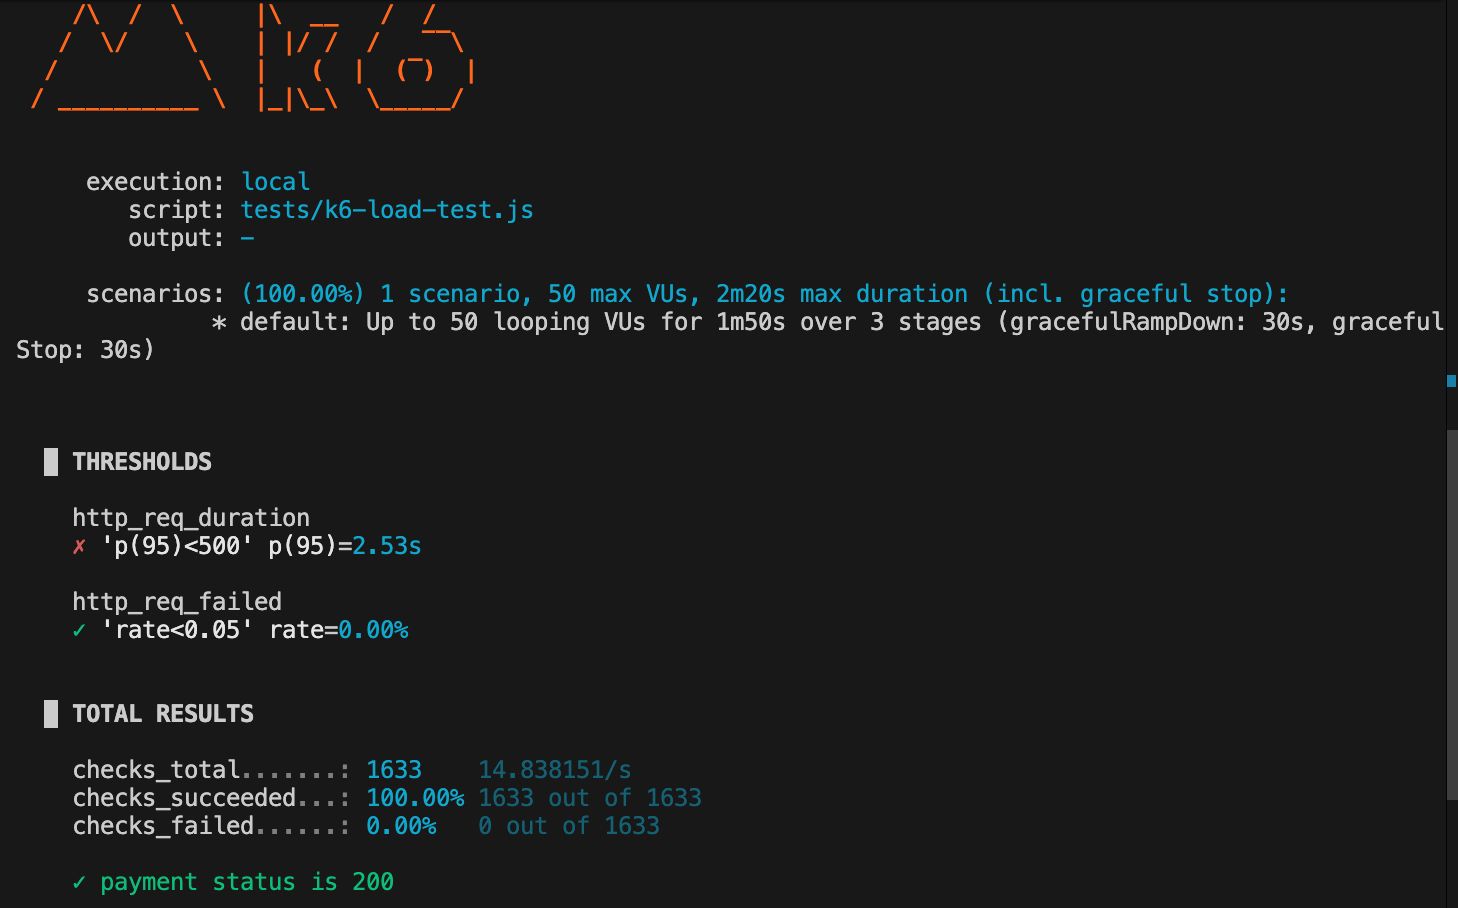 k6
execution: local
script: tests/k6-load-test.js
output: -
scenarios: (100.00%) 1 scenario, 50 max VUs, 2m20s max duration (incl. graceful stop):
* default: Up to 50 looping VUs for 1m50s over 3 stages (gracefulRampDown: 30s, graceful
Stop: 30s)
█ THRESHOLDS
http_req_duration
✗ 'p(95)<500' p(95)=2.53s
http_req_failed
✓ 'rate<0.05' rate=0.00%
█ TOTAL RESULTS
checks_total.......: 1633    14.838151/s
checks_succeeded...: 100.00% 1633 out of 1633
checks_failed......: 0.00%   0 out of 1633
✓ payment status is 200